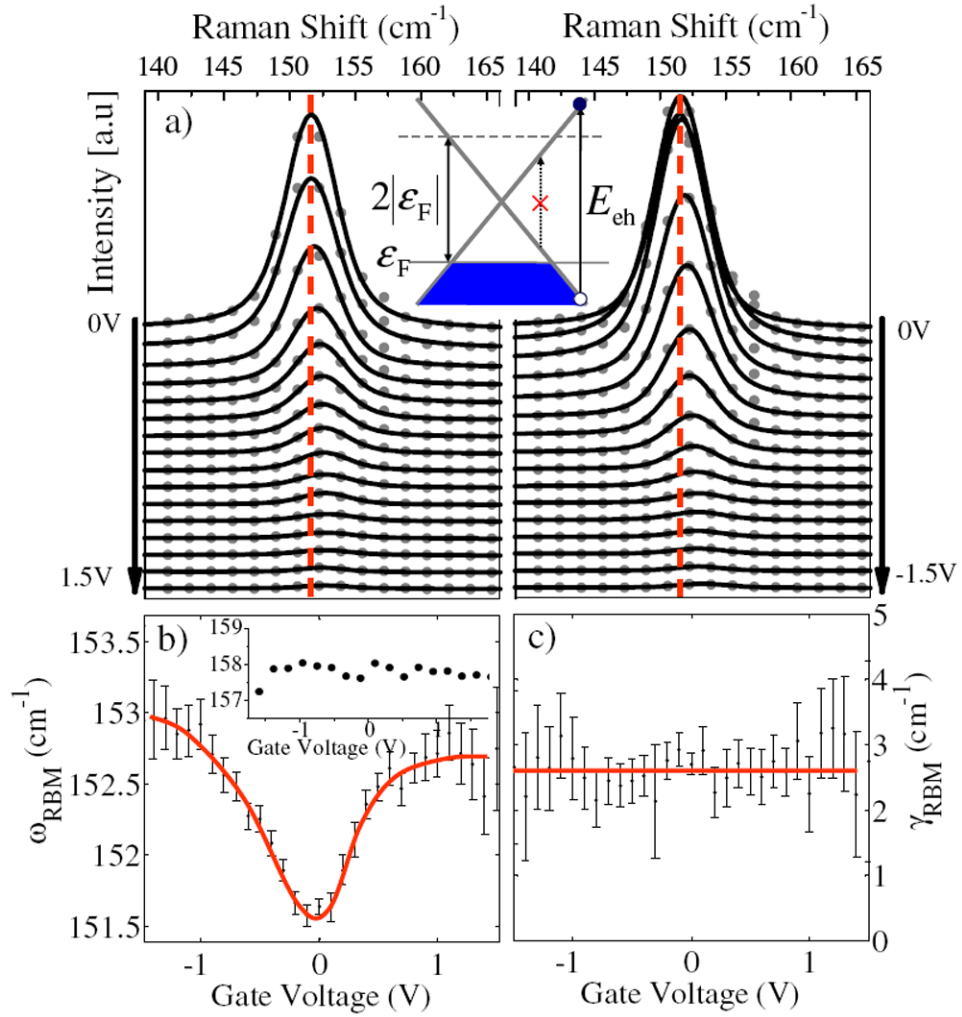 Raman Shift (cm⁻¹) Raman Shift (cm⁻¹)
140 145 150 155 160 165 140 145 150 155 160 165
a)
Intensity [a.u]
2|εF|
εF
Eeh
0V 0V
1.5V -1.5V
b) c)
159
158
157
-1 0 1
Gate Voltage (V)
153.5
153
152.5
152
151.5
ωRBM (cm⁻¹)
5
4
3
2
1
0
γRBM (cm⁻¹)
-1 0 1 -1 0 1
Gate Voltage (V) Gate Voltage (V)